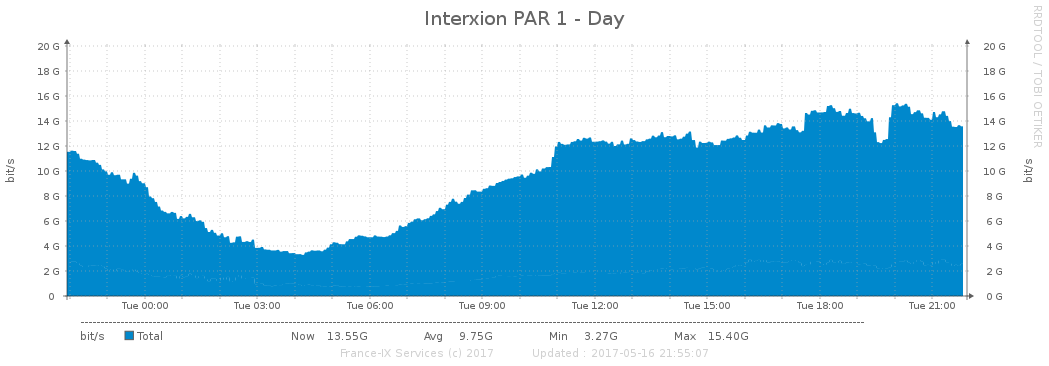 Interxion PAR 1 - Day
RRDTOOL / TOBI OETIKER
20 G 20 G
18 G 18 G
16 G 16 G
14 G 14 G
12 G 12 G
10 G 10 G
8 G 8 G
6 G 6 G
4 G 4 G
2 G 2 G
0 0 G
bit/s
bit/s
Tue 00:00 Tue 03:00 Tue 06:00 Tue 09:00 Tue 12:00 Tue 15:00 Tue 18:00 Tue 21:00
bit/s Total Now 13.55G Avg 9.75G Min 3.27G Max 15.40G
France-IX Services (c) 2017 Updated : 2017-05-16 21:55:07